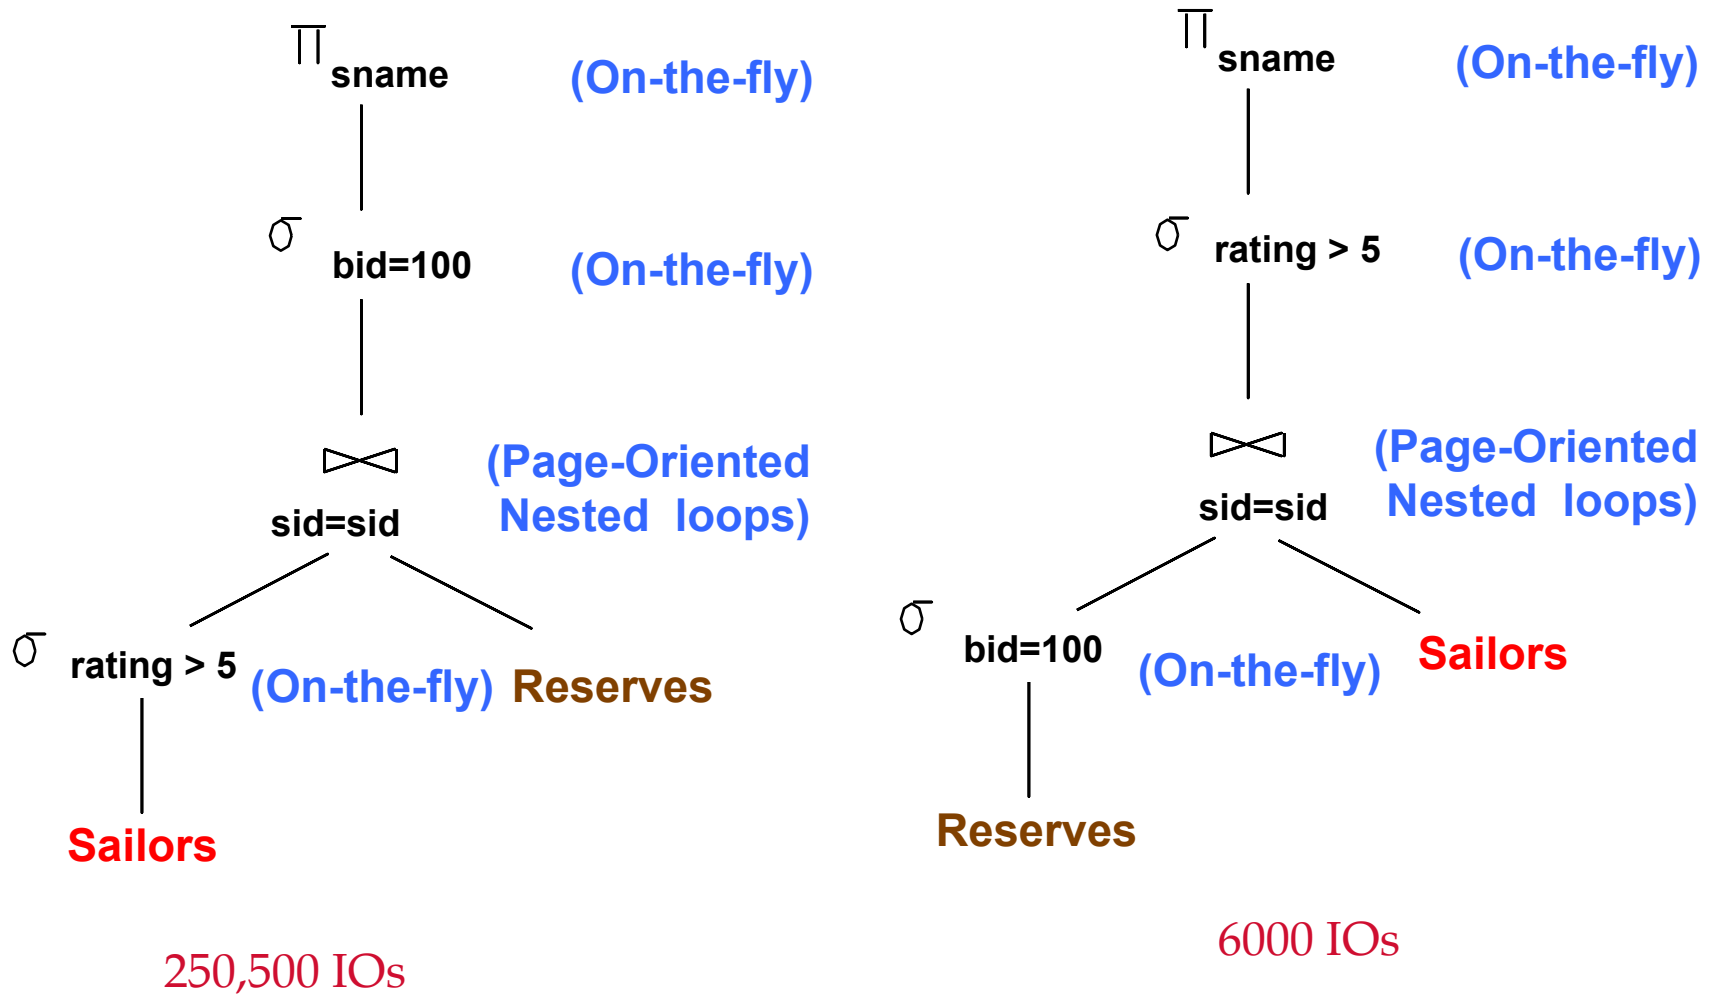 π sname (On-the-fly)
σ bid=100 (On-the-fly)
⋈ sid=sid (Page-Oriented
Nested loops)
σ rating > 5 (On-the-fly) Reserves
Sailors
250,500 IOs
π sname (On-the-fly)
σ rating > 5 (On-the-fly)
⋈ sid=sid (Page-Oriented
Nested loops)
σ bid=100 (On-the-fly) Sailors
Reserves
6000 IOs